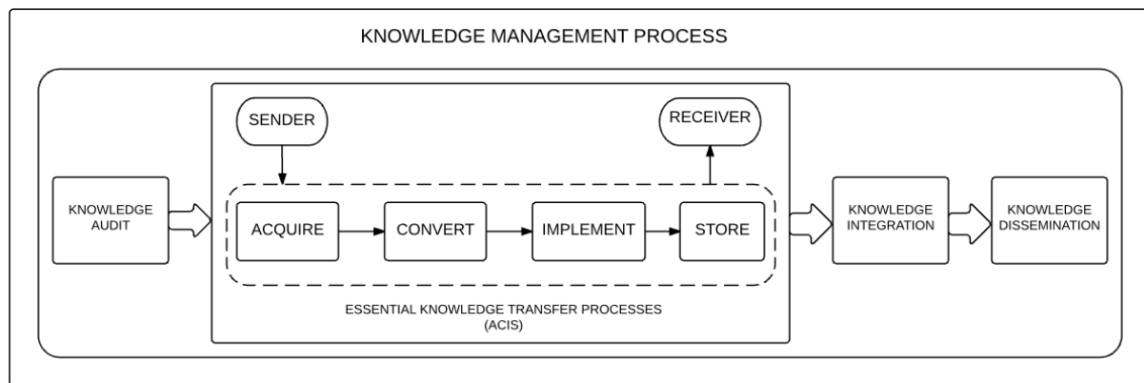 KNOWLEDGE MANAGEMENT PROCESS
SENDER
RECEIVER
KNOWLEDGE
AUDIT
ACQUIRE
CONVERT
IMPLEMENT
STORE
KNOWLEDGE
INTEGRATION
KNOWLEDGE
DISSEMINATION
ESSENTIAL KNOWLEDGE TRANSFER PROCESSES
(ACIS)